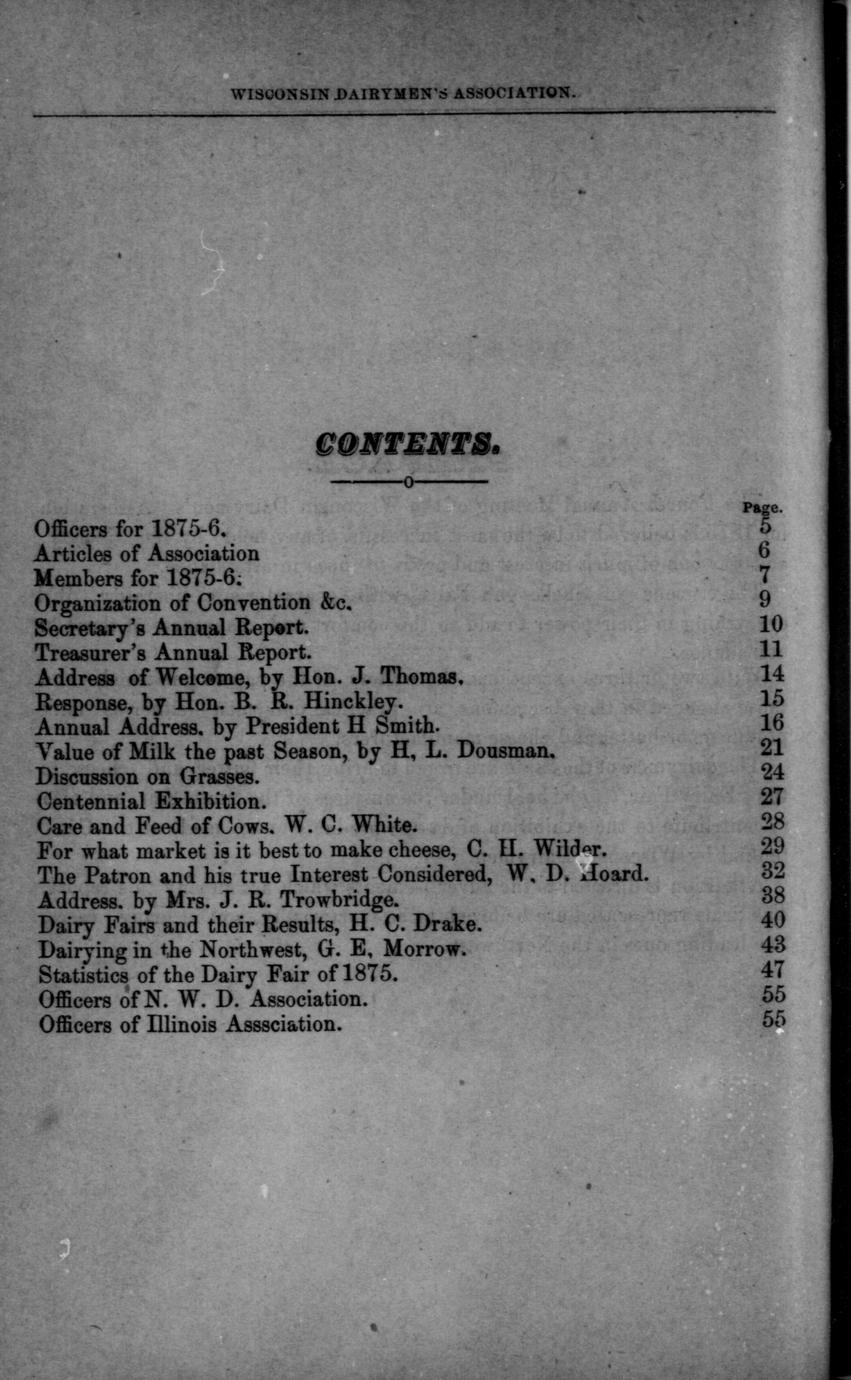 WISCONSIN DAIRYMEN'S ASSOCIATION.
CONTENTS.
Page.
Officers for 1875-6. 5
Articles of Association 6
Members for 1875-6. 7
Organization of Convention &c. 9
Secretary's Annual Report. 10
Treasurer's Annual Report. 11
Address of Welcome, by Hon. J. Thomas. 14
Response, by Hon. B. R. Hinckley. 15
Annual Address. by President H Smith. 16
Value of Milk the past Season, by H, L. Dousman. 21
Discussion on Grasses. 24
Centennial Exhibition. 27
Care and Feed of Cows. W. C. White. 28
For what market is it best to make cheese, C. H. Wilder. 29
The Patron and his true Interest Considered, W. D. Hoard. 32
Address. by Mrs. J. R. Trowbridge. 38
Dairy Fairs and their Results, H. C. Drake. 40
Dairying in the Northwest, G. E, Morrow. 43
Statistics of the Dairy Fair of 1875. 47
Officers of N. W. D. Association. 55
Officers of Illinois Asssciation. 55